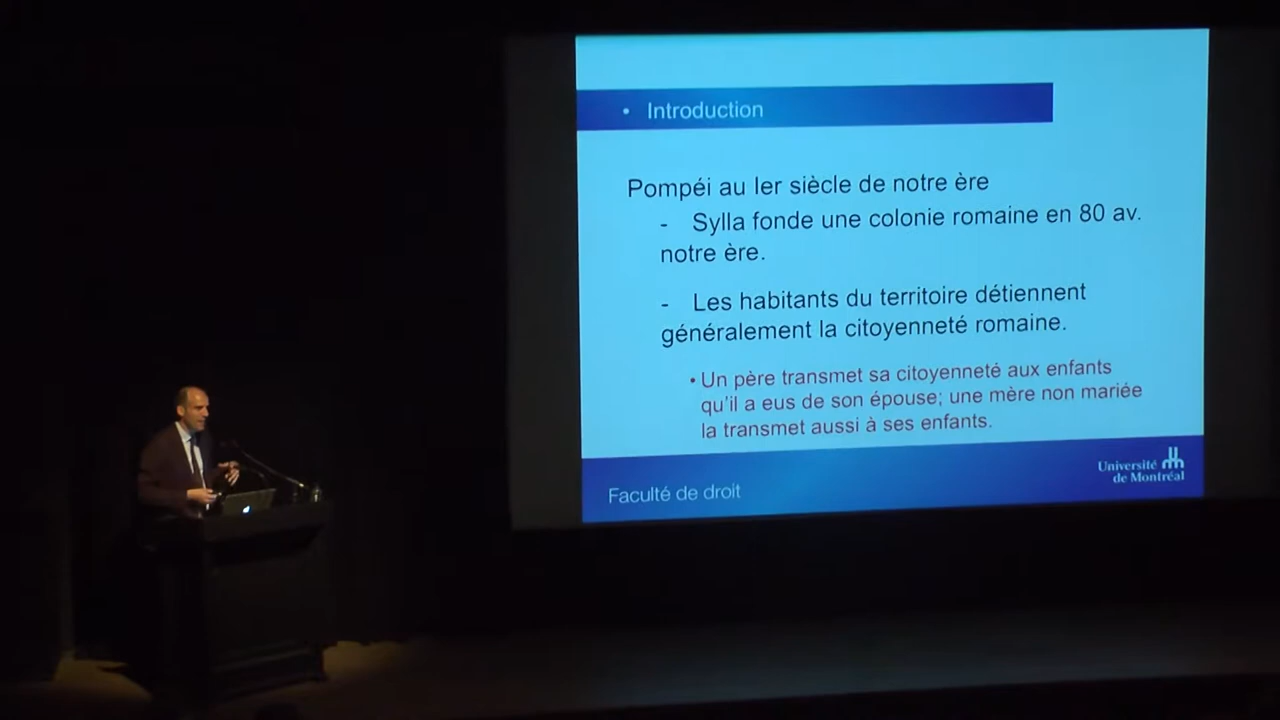 • Introduction
Pompéi au Ier siècle de notre ère
- Sylla fonde une colonie romaine en 80 av.
notre ère.
- Les habitants du territoire détiennent
généralement la citoyenneté romaine.
• Un père transmet sa citoyenneté aux enfants
qu'il a eus de son épouse; une mère non mariée
la transmet aussi à ses enfants.
Faculté de droit
Université
de Montréal